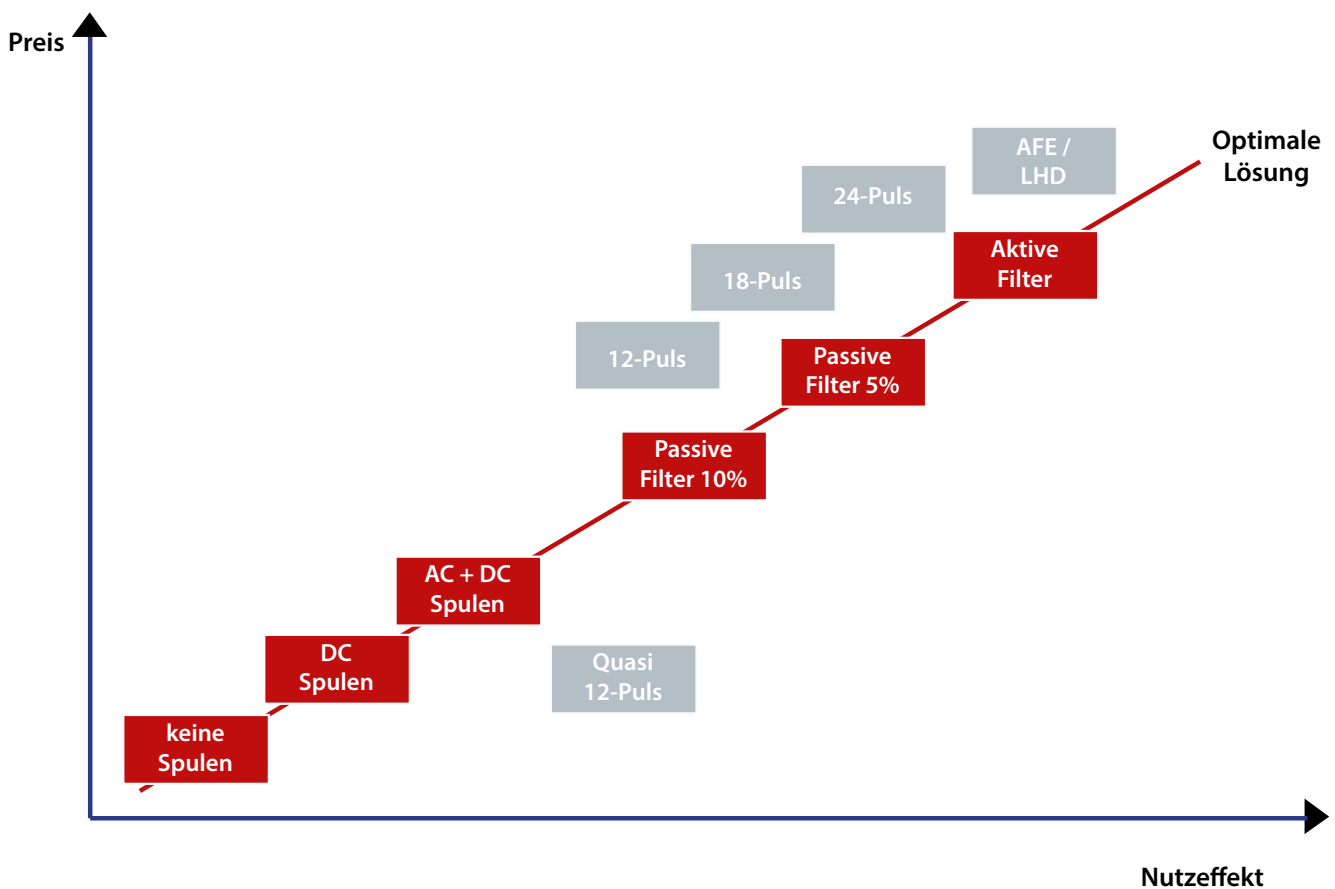 Preis
AFE /
LHD
Optimale
Lösung
24-Puls
Aktive
Filter
18-Puls
12-Puls
Passive
Filter 5%
Passive
Filter 10%
AC + DC
Spulen
DC
Spulen
Quasi
12-Puls
keine
Spulen
Nutzeffekt